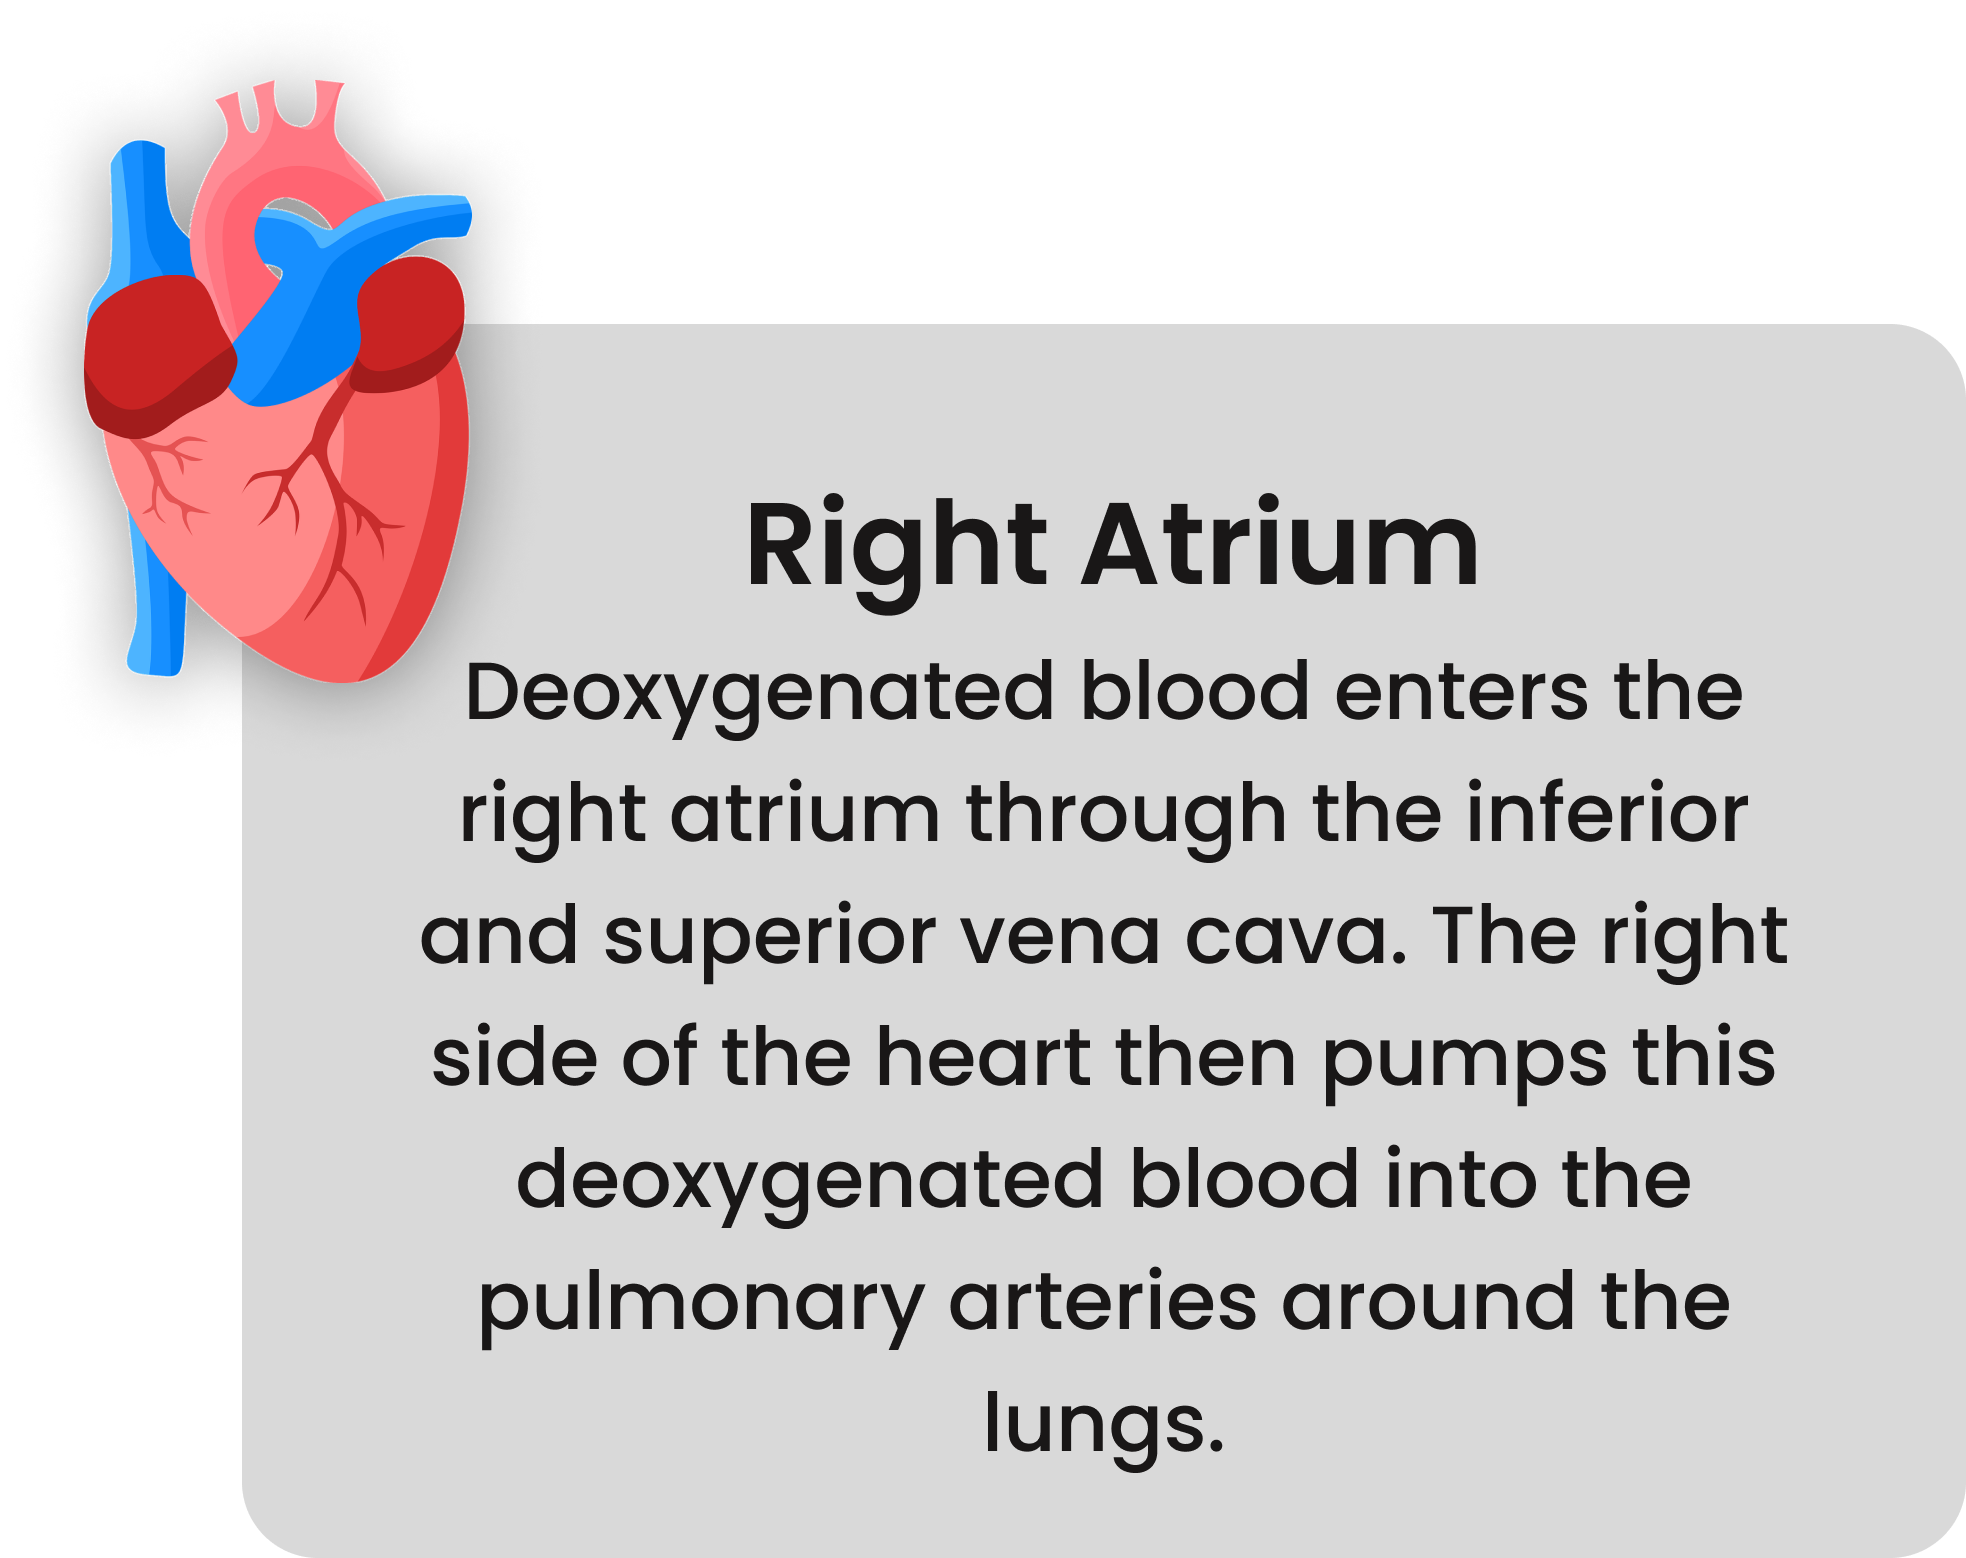 Right Atrium
Deoxygenated blood enters the
right atrium through the inferior
and superior vena cava. The right
side of the heart then pumps this
deoxygenated blood into the
pulmonary arteries around the
lungs.